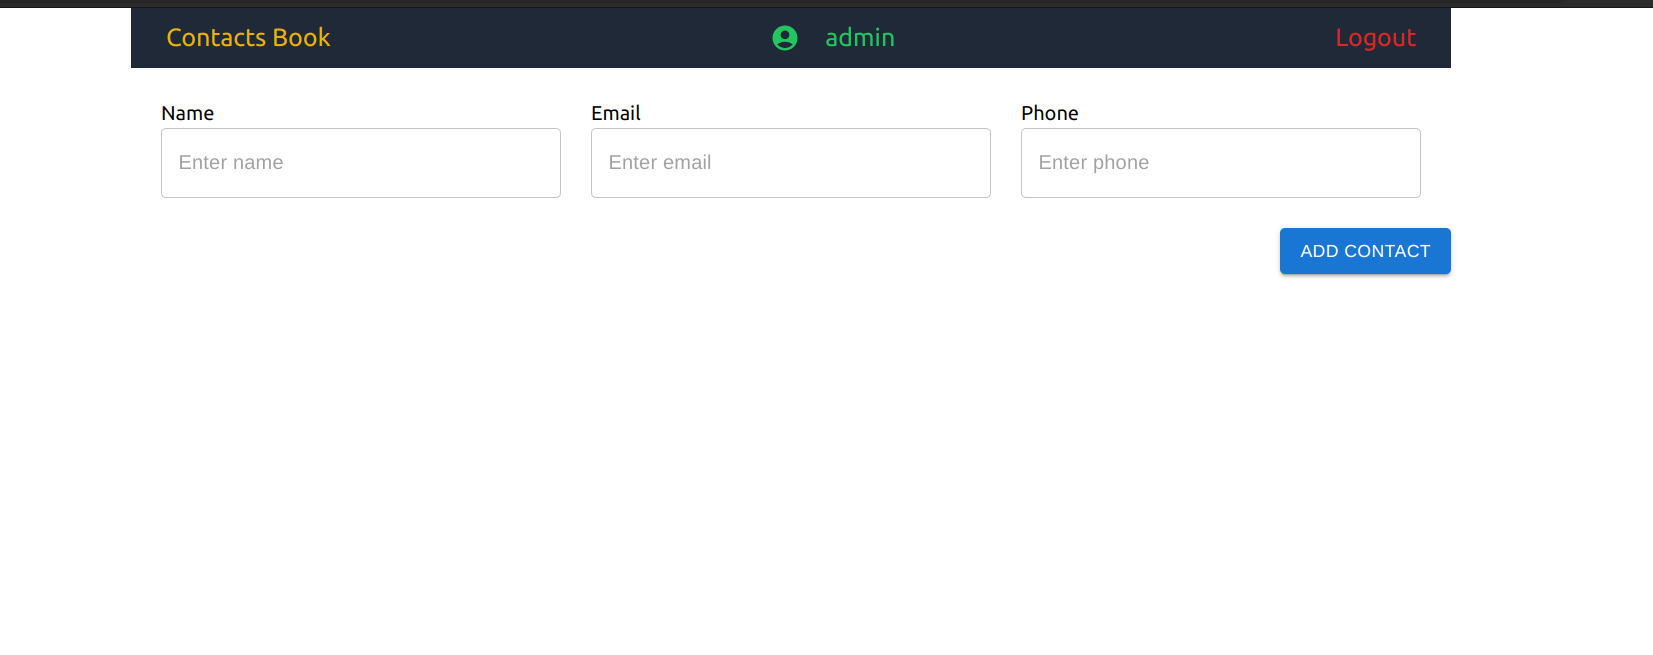 Contacts Book admin Logout
Name Email Phone
Enter name Enter email Enter phone
ADD CONTACT